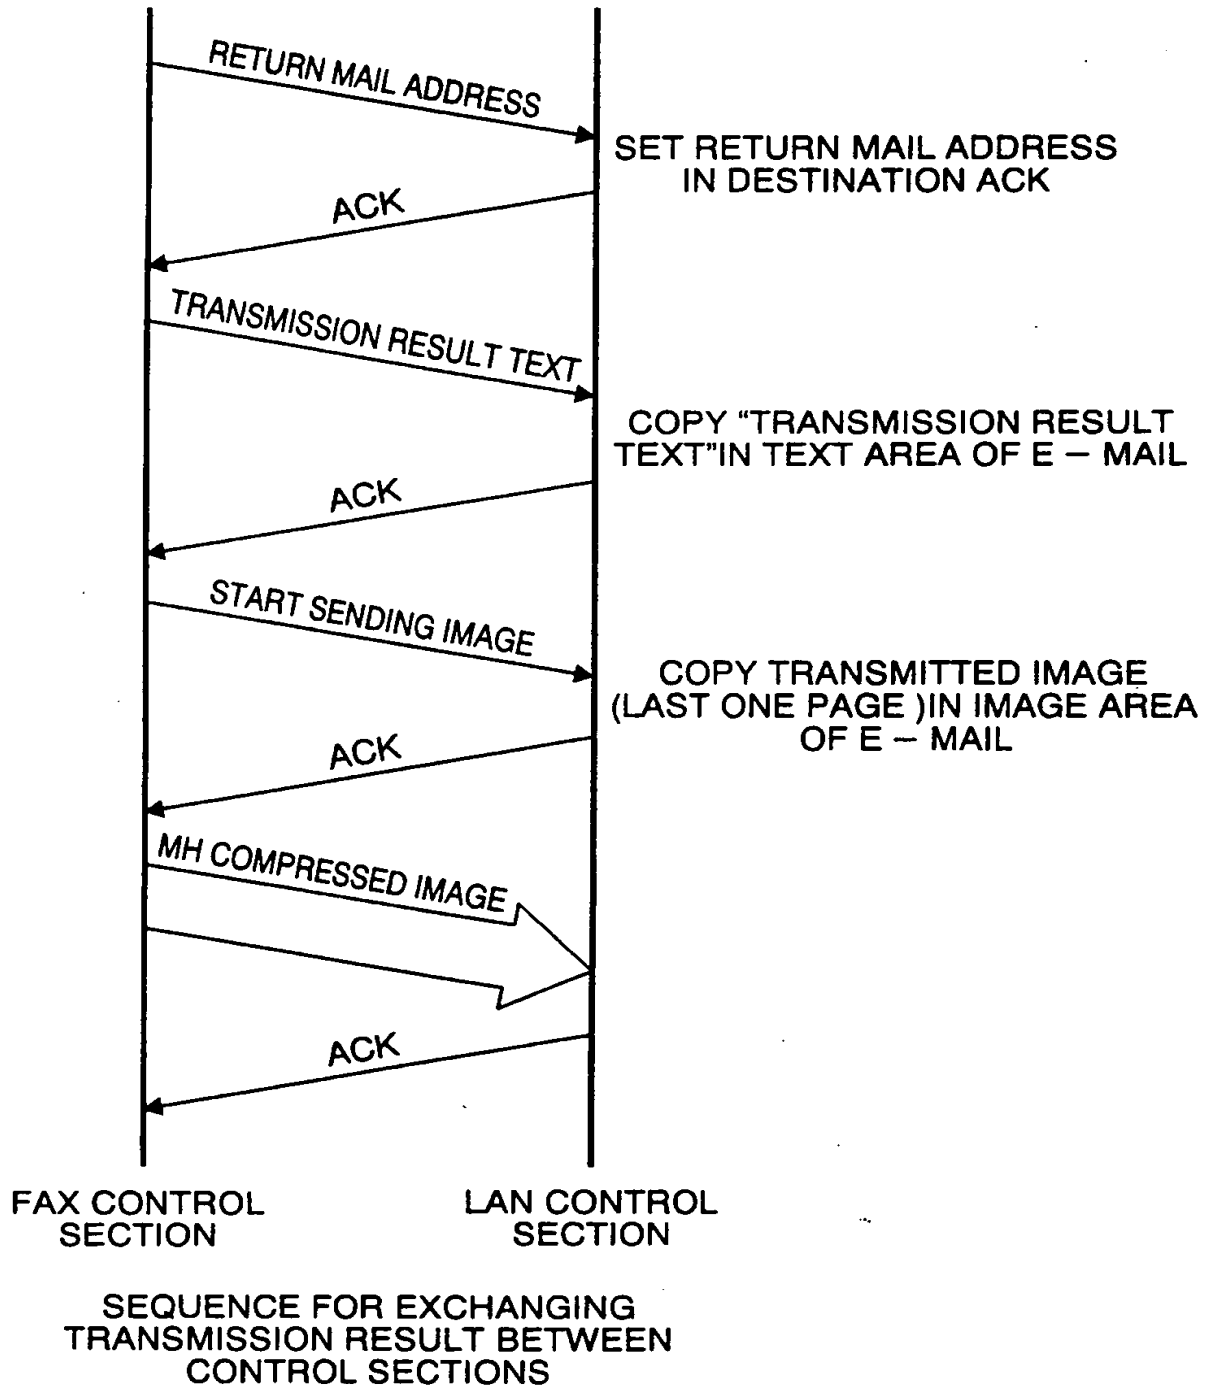 RETURN MAIL ADDRESS
SET RETURN MAIL ADDRESS
IN DESTINATION ACK
ACK
TRANSMISSION RESULT TEXT
COPY “TRANSMISSION RESULT
TEXT”IN TEXT AREA OF E – MAIL
ACK
START SENDING IMAGE
COPY TRANSMITTED IMAGE
(LAST ONE PAGE )IN IMAGE AREA
OF E – MAIL
ACK
MH COMPRESSED IMAGE
ACK
FAX CONTROL
SECTION
LAN CONTROL
SECTION
SEQUENCE FOR EXCHANGING
TRANSMISSION RESULT BETWEEN
CONTROL SECTIONS